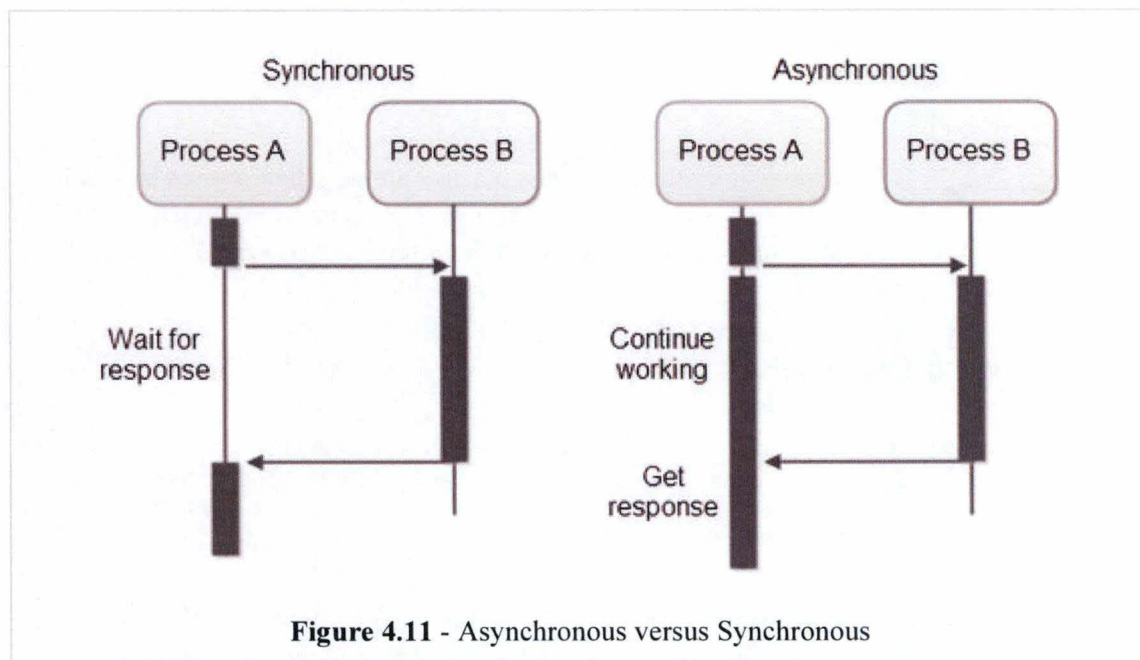 Synchronous
Asynchronous
Process A
Process B
Process A
Process B
Wait for
response
Continue
working
Get
response
Figure 4.11 - Asynchronous versus Synchronous